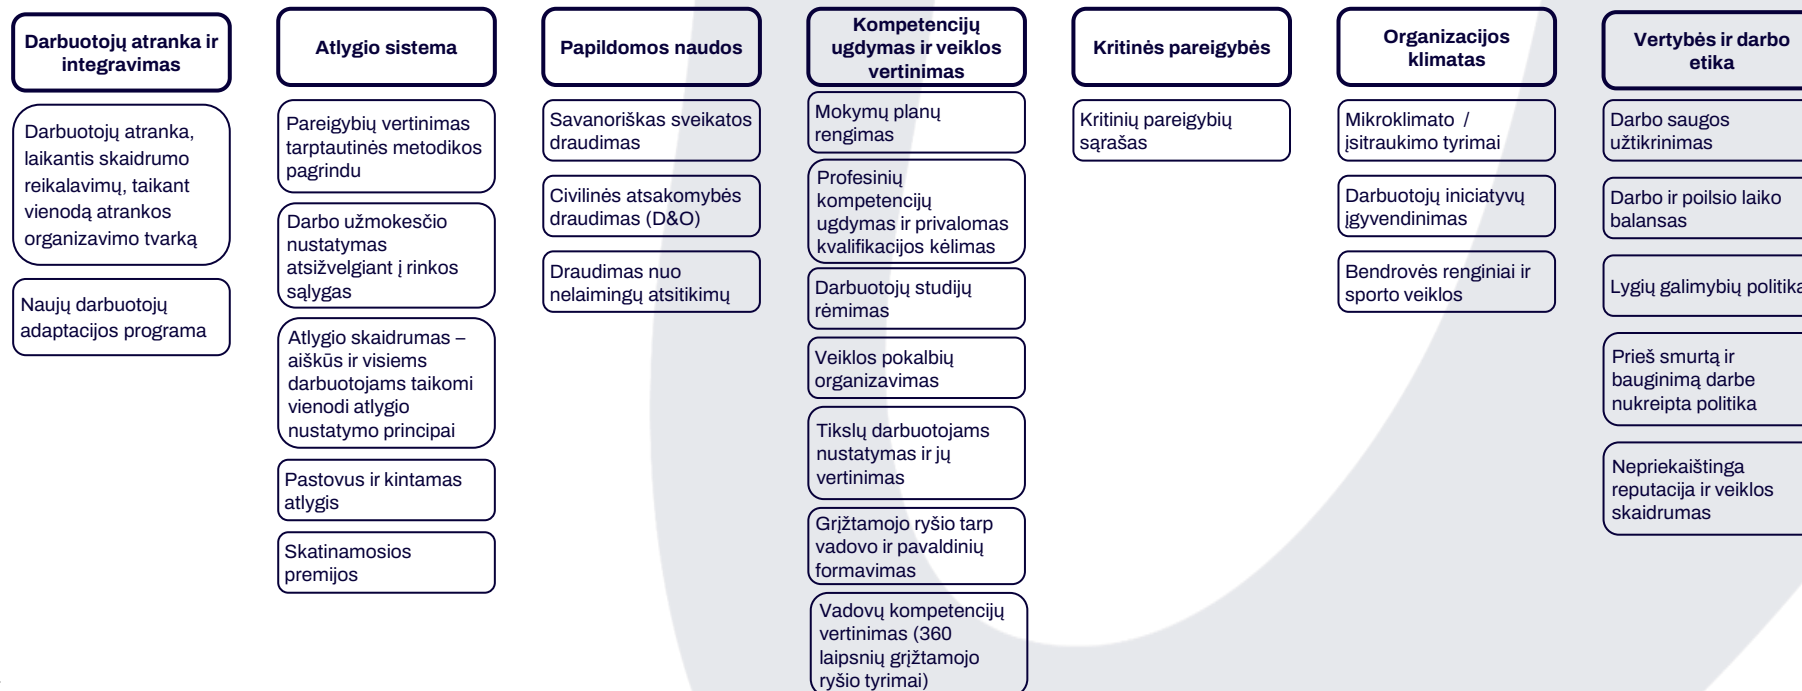 Darbuotojų atranka ir
integravimas
Darbuotojų atranka,
laikantis skaidrumo
reikalavimų, taikant
vienodą atrankos
organizavimo tvarką
Naujų darbuotojų
adaptacijos programa
Atlygio sistema
Pareigybių vertinimas
tarptautinės metodikos
pagrindu
Darbo užmokesčio
nustatymas
atsižvelgiant į rinkos
sąlygas
Atlygio skaidrumas –
aiškūs ir visiems
darbuotojams taikomi
vienodi atlygio
nustatymo principai
Pastovus ir kintamas
atlygis
Skatinamosios
premijos
Papildomos naudos
Savanoriškas sveikatos
draudimas
Civilinės atsakomybės
draudimas (D&O)
Draudimas nuo
nelaimingų atsitikimų
Kompetencijų
ugdymas ir veiklos
vertinimas
Mokymų planų
rengimas
Profesinių
kompetencijų
ugdymas ir privalomas
kvalifikacijos kėlimas
Darbuotojų studijų
rėmimas
Veiklos pokalbių
organizavimas
Tikslų darbuotojams
nustatymas ir jų
vertinimas
Grįžtamojo ryšio tarp
vadovo ir pavaldinių
formavimas
Vadovų kompetencijų
vertinimas (360
laipsnių grįžtamojo
ryšio tyrimai)
Kritinės pareigybės
Kritinių pareigybių
sąrašas
Organizacijos
klimatas
Mikroklimato /
įsitraukimo tyrimai
Darbuotojų iniciatyvų
įgyvendinimas
Bendrovės renginiai ir
sporto veiklos
Vertybės ir darbo
etika
Darbo saugos
užtikrinimas
Darbo ir poilsio laiko
balansas
Lygių galimybių politika
Prieš smurtą ir
bauginimą darbe
nukreipta politika
Nepriekaištinga
reputacija ir veiklos
skaidrumas